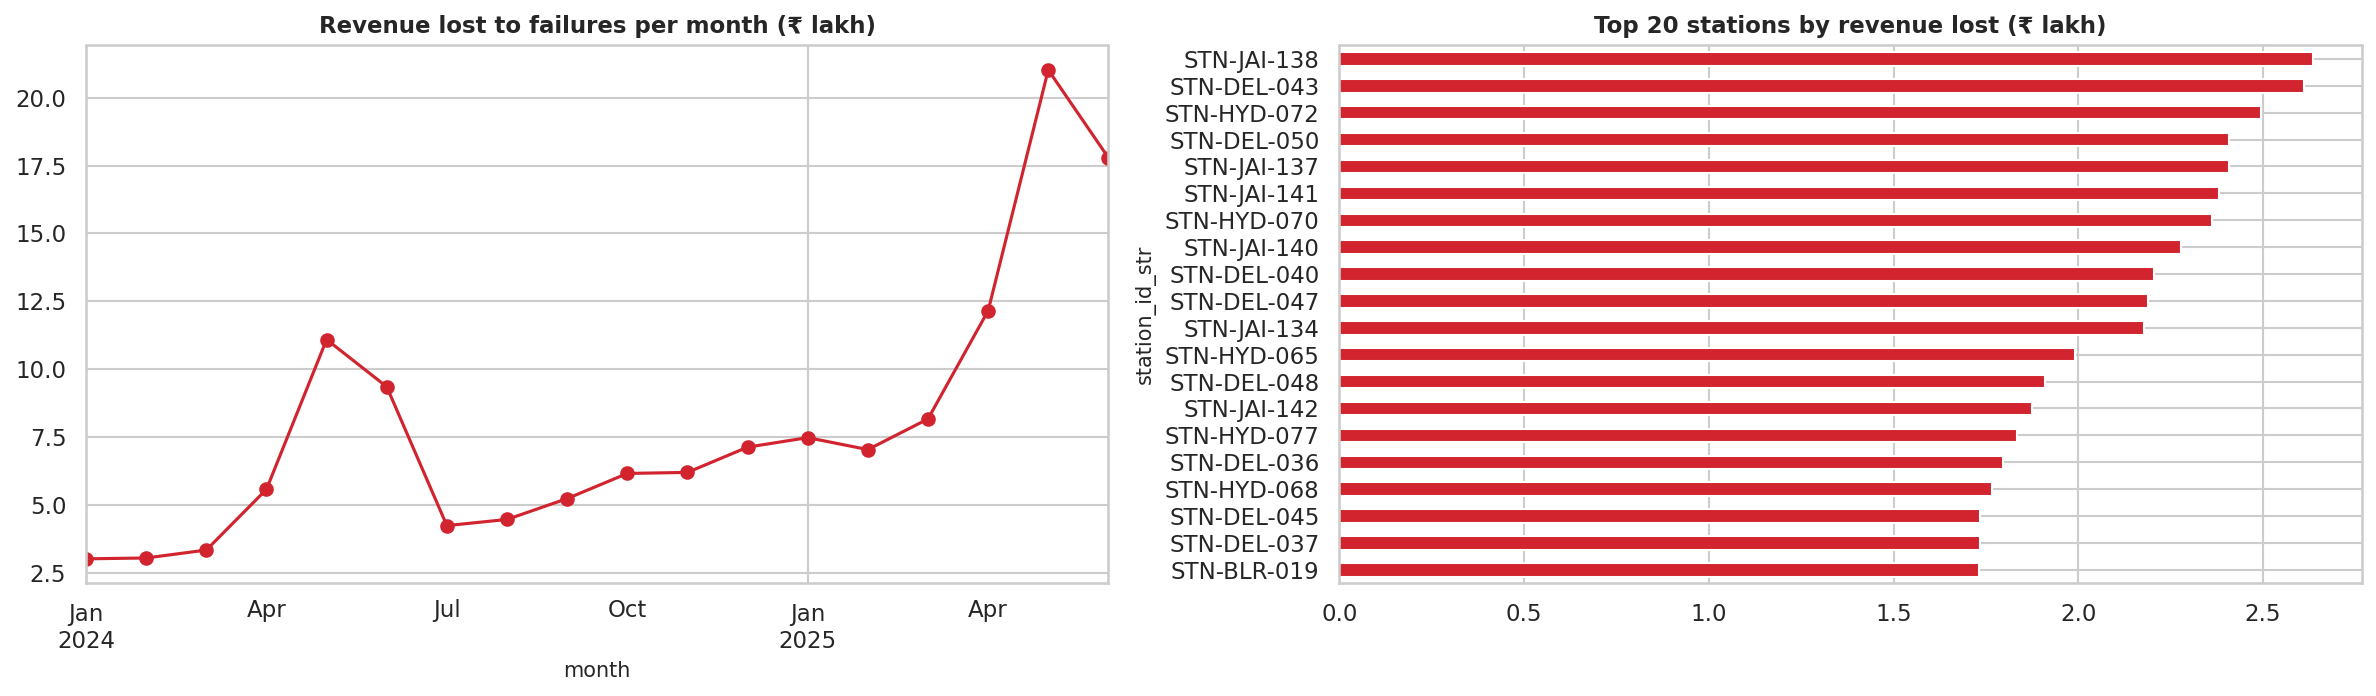 Revenue lost to failures per month (₹ lakh)
20.0
17.5
15.0
12.5
10.0
7.5
5.0
2.5
Jan
2024
Apr
Jul
Oct
Jan
2025
Apr
month
Top 20 stations by revenue lost (₹ lakh)
station_id_str
STN-JAI-138
STN-DEL-043
STN-HYD-072
STN-DEL-050
STN-JAI-137
STN-JAI-141
STN-HYD-070
STN-JAI-140
STN-DEL-040
STN-DEL-047
STN-JAI-134
STN-HYD-065
STN-DEL-048
STN-JAI-142
STN-HYD-077
STN-DEL-036
STN-HYD-068
STN-DEL-045
STN-DEL-037
STN-BLR-019
0.0
0.5
1.0
1.5
2.0
2.5